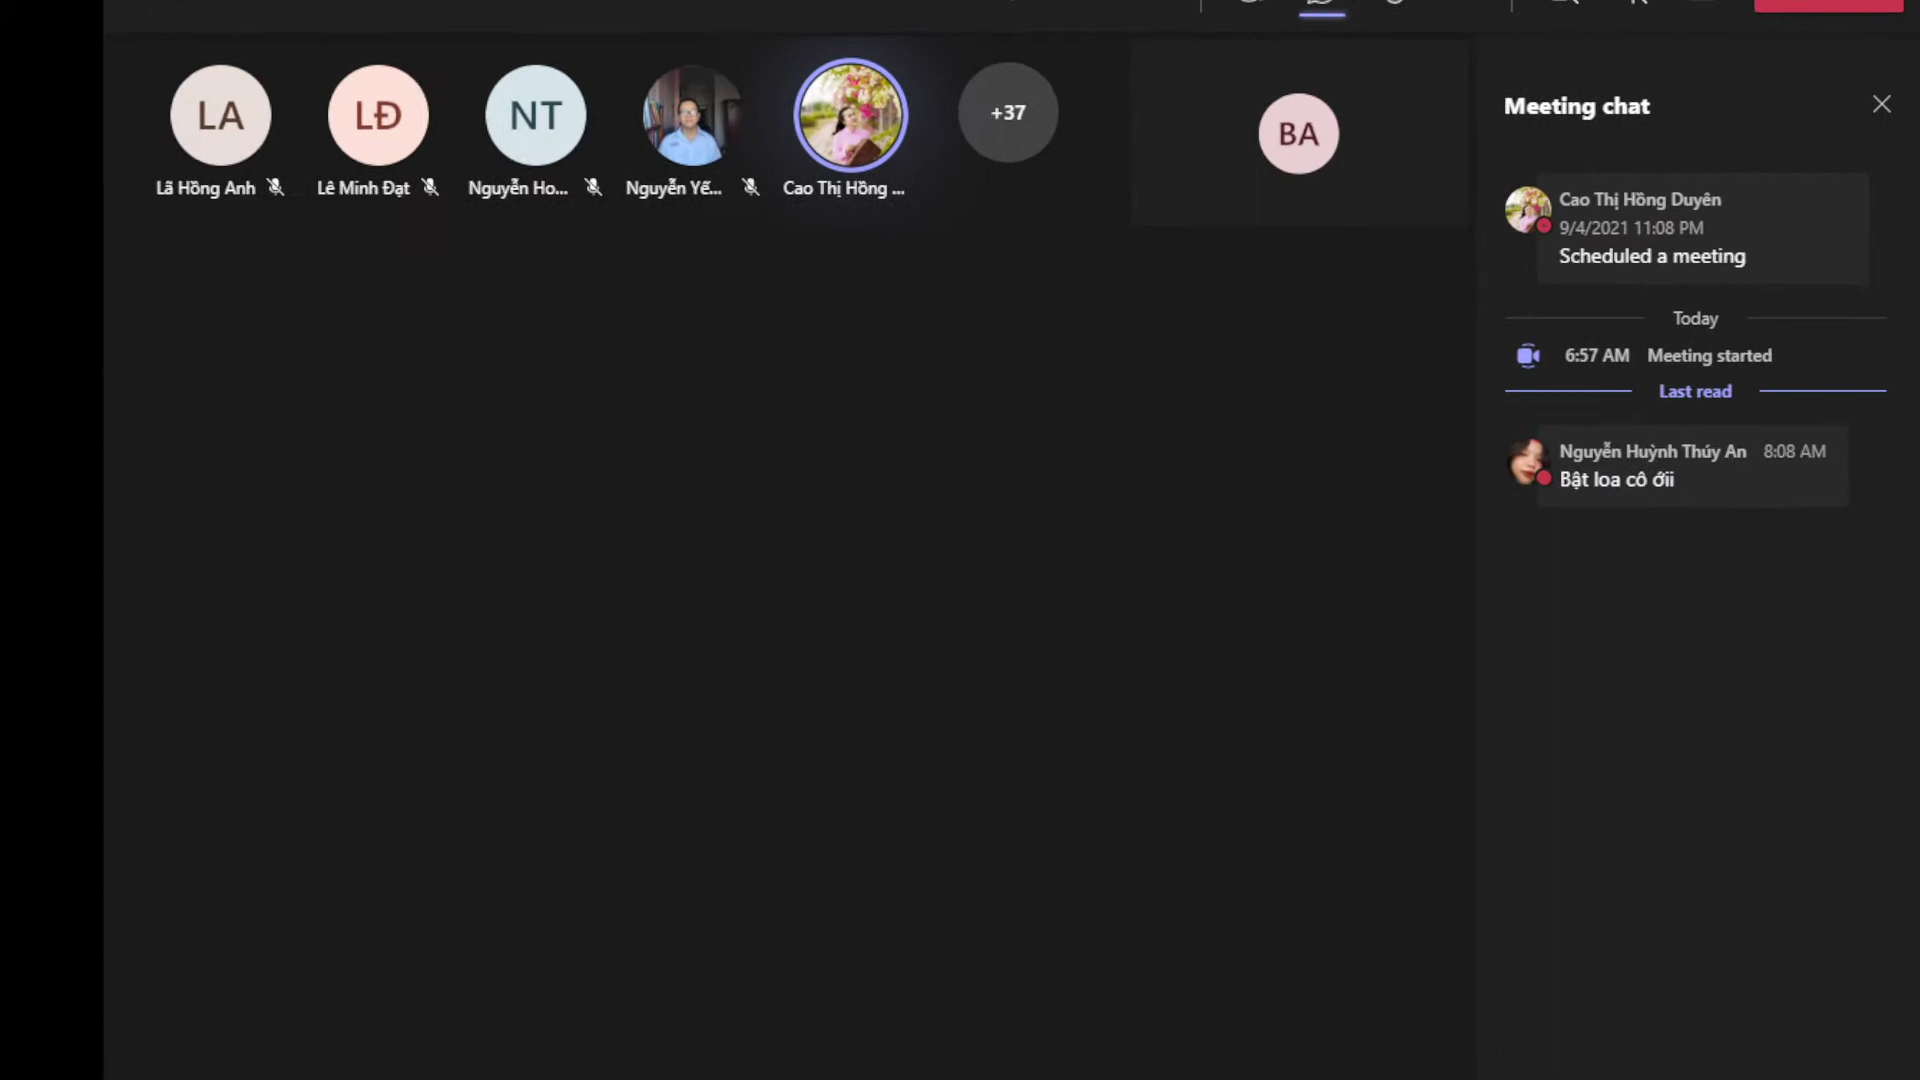 LA
LĐ
NT
+37
BA
Lã Hồng Anh
Lê Minh Đạt
Nguyễn Ho...
Nguyễn Yế...
Cao Thị Hồng ...
Meeting chat
Cao Thị Hồng Duyên
9/4/2021 11:08 PM
Scheduled a meeting
Today
6:57 AM Meeting started
Last read
Nguyễn Huỳnh Thúy An 8:08 AM
Bật loa cô ớii